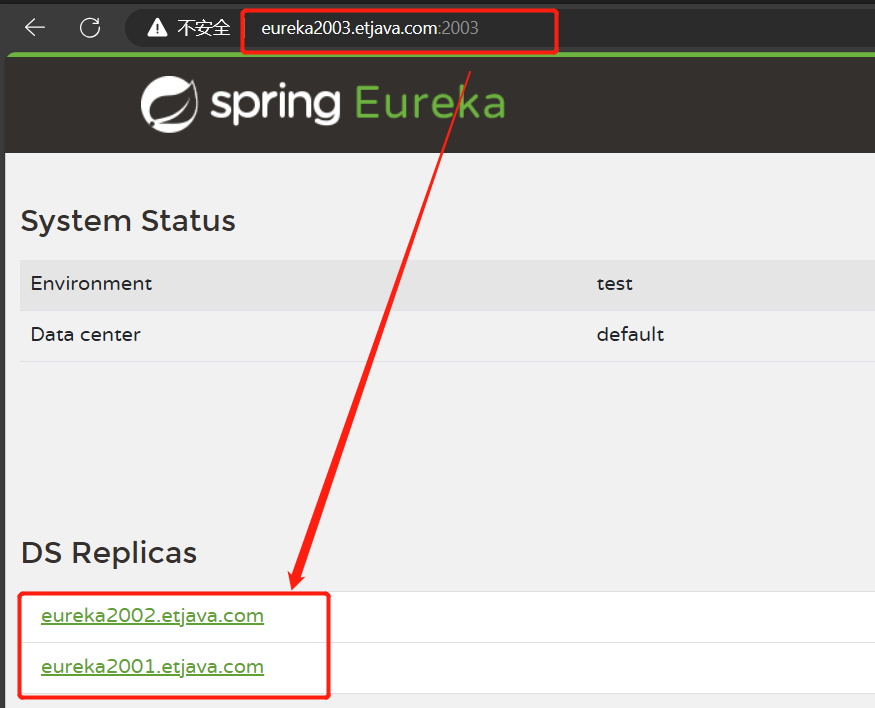 不安全 eureka2003.etjava.com:2003
spring Eureka
System Status
Environment test
Data center default
DS Replicas
eureka2002.etjava.com
eureka2001.etjava.com